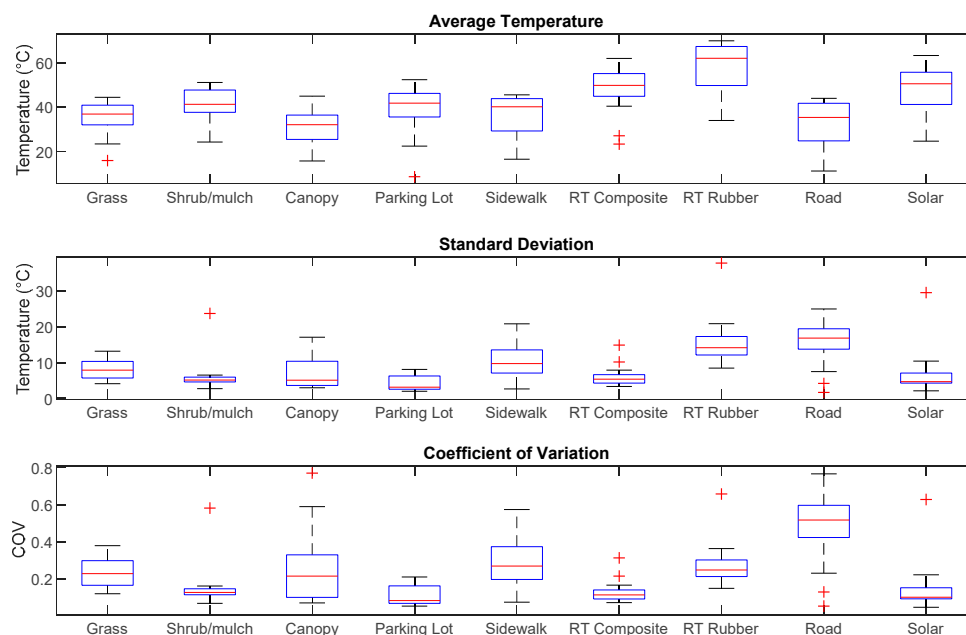 Average Temperature
Temperature (°C)
60
40
20
Grass Shrub/mulch Canopy Parking Lot Sidewalk RT Composite RT Rubber Road Solar
Standard Deviation
Temperature (°C)
30
20
10
0
Grass Shrub/mulch Canopy Parking Lot Sidewalk RT Composite RT Rubber Road Solar
Coefficient of Variation
COV
0.8
0.6
0.4
0.2
Grass Shrub/mulch Canopy Parking Lot Sidewalk RT Composite RT Rubber Road Solar